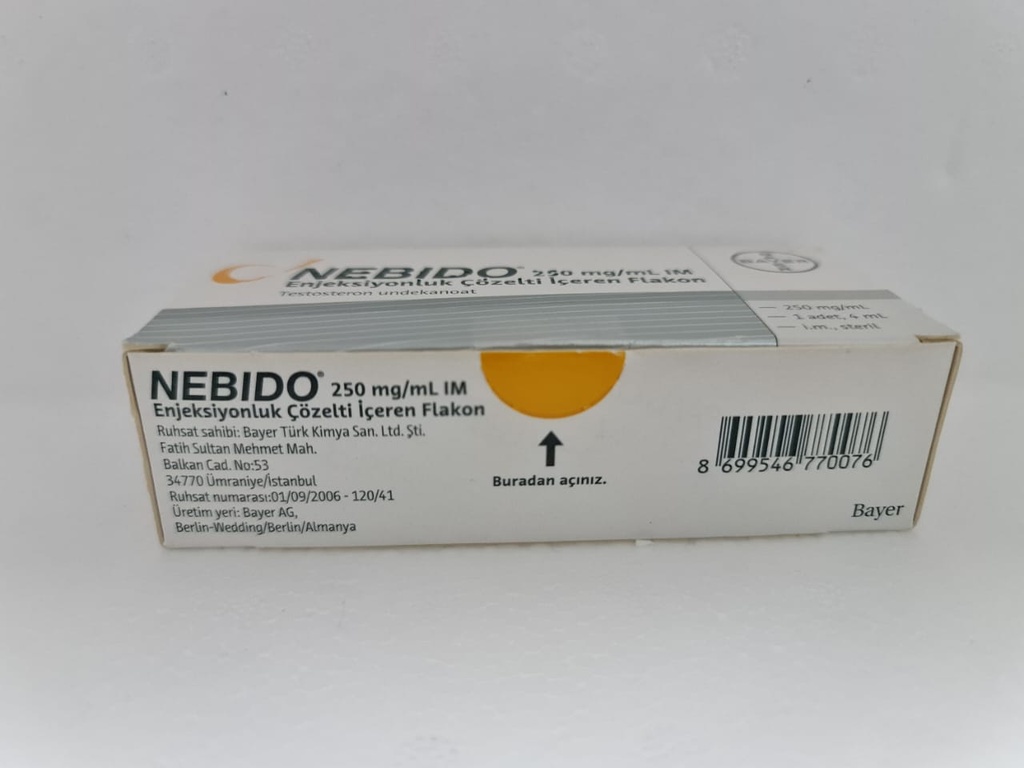 NEBIDO® 250 mg/mL IM
Enjeksiyonluk Çözelti İçeren Flakon
Testosteron undekanoat
BAYER
BAYER
— 250 mg/mL
— 1 adet, 4 mL
— i.m., steril
NEBIDO® 250 mg/mL IM
Enjeksiyonluk Çözelti İçeren Flakon
Ruhsat sahibi: Bayer Türk Kimya San. Ltd. Şti.
Fatih Sultan Mehmet Mah.
Balkan Cad. No:53
34770 Ümraniye/İstanbul
Ruhsat numarası:01/09/2006 - 120/41
Üretim yeri: Bayer AG,
Berlin-Wedding/Berlin/Almanya
Buradan açınız.
8 699546 770076
Bayer